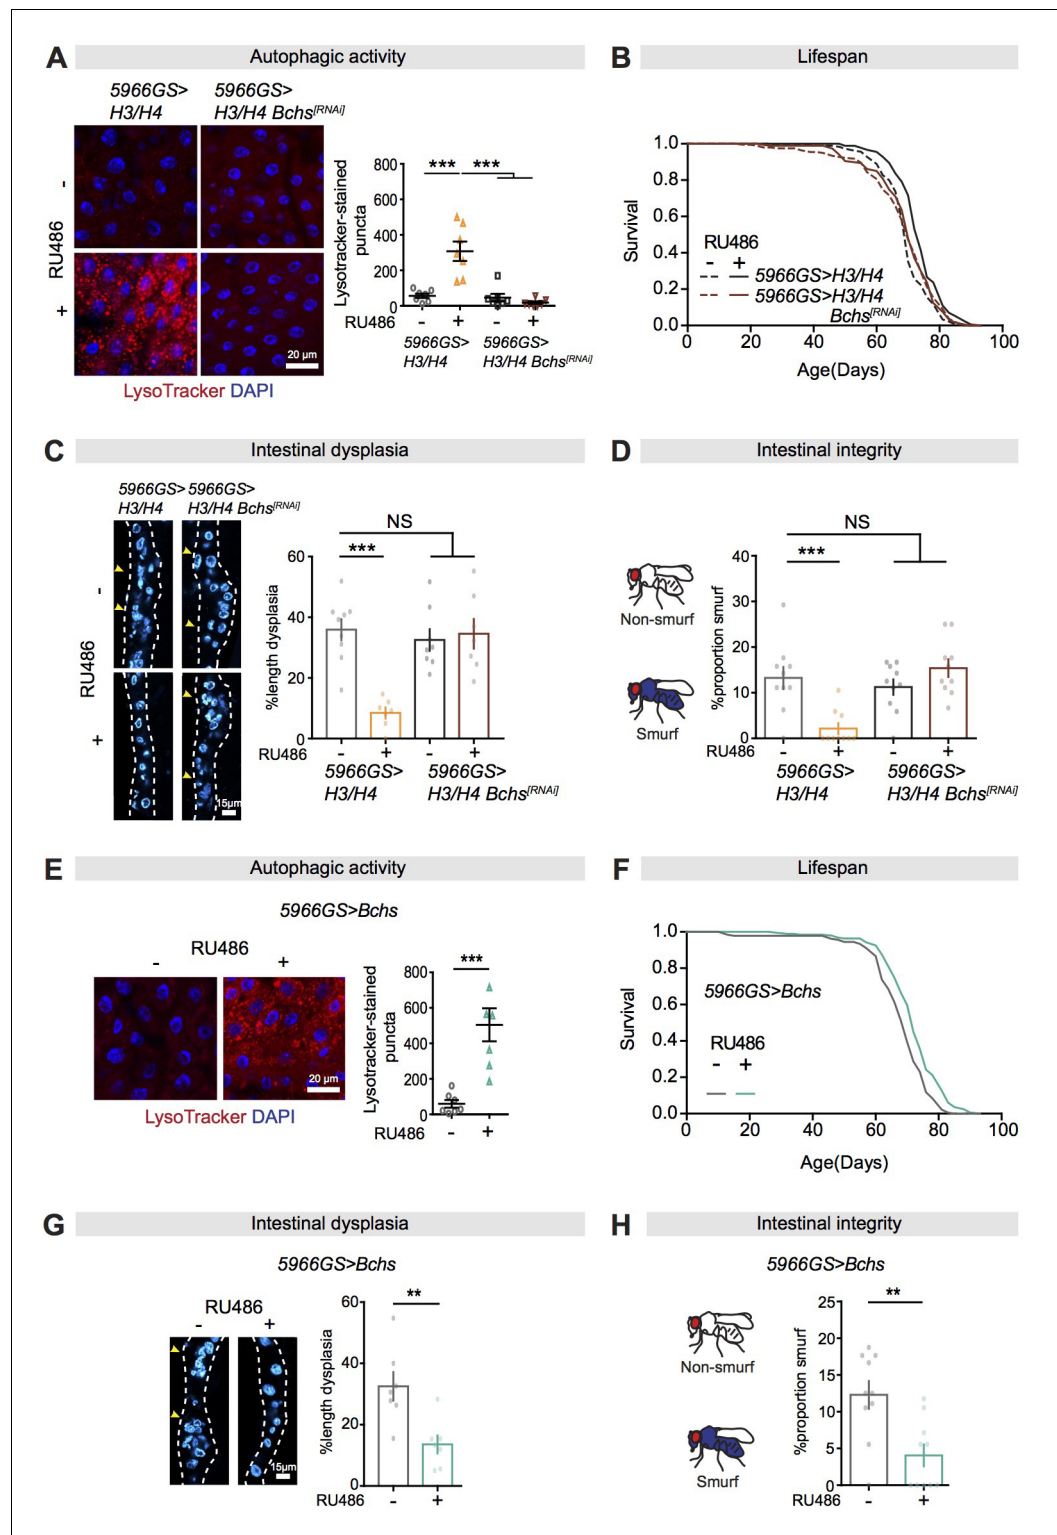 A Autophagic activity
5966GS> 5966GS>
H3/H4 H3/H4 Bchs[RNAi]
RU486
-
+
20 µm
LysoTracker DAPI
Lysotracker-stained
puncta
800
600
400
200
0
*** ***
RU486 - + - +
5966GS> 5966GS>
H3/H4 H3/H4 Bchs[RNAi]
B Lifespan
Survival
1.0
0.8
0.6
0.4
0.2
0.0
RU486
- +
5966GS>H3/H4
5966GS>H3/H4
Bchs[RNAi]
0 20 40 60 80 100
Age(Days)
C Intestinal dysplasia
5966GS> 5966GS>
H3/H4 H3/H4 Bchs[RNAi]
RU486
-
+
15µm
%length dysplasia
60
40
20
0
NS
***
RU486 - + - +
5966GS> 5966GS>
H3/H4 H3/H4 Bchs[RNAi]
D Intestinal integrity
Non-smurf
Smurf
%proportion smurf
40
30
20
10
0
NS
***
RU486 - + - +
5966GS> 5966GS>
H3/H4 H3/H4 Bchs[RNAi]
E Autophagic activity
5966GS>Bchs
RU486
- +
20 µm
LysoTracker DAPI
Lysotracker-stained
puncta
800
600
400
200
0
***
RU486 - +
F Lifespan
Survival
1.0
0.8
0.6
0.4
0.2
0.0
5966GS>Bchs
RU486
- +
0 20 40 60 80 100
Age(Days)
G Intestinal dysplasia
5966GS>Bchs
RU486
- +
15µm
%length dysplasia
60
40
20
0
**
RU486 - +
H Intestinal integrity
5966GS>Bchs
Non-smurf
Smurf
%proportion smurf
25
20
15
10
5
0
**
RU486 - +